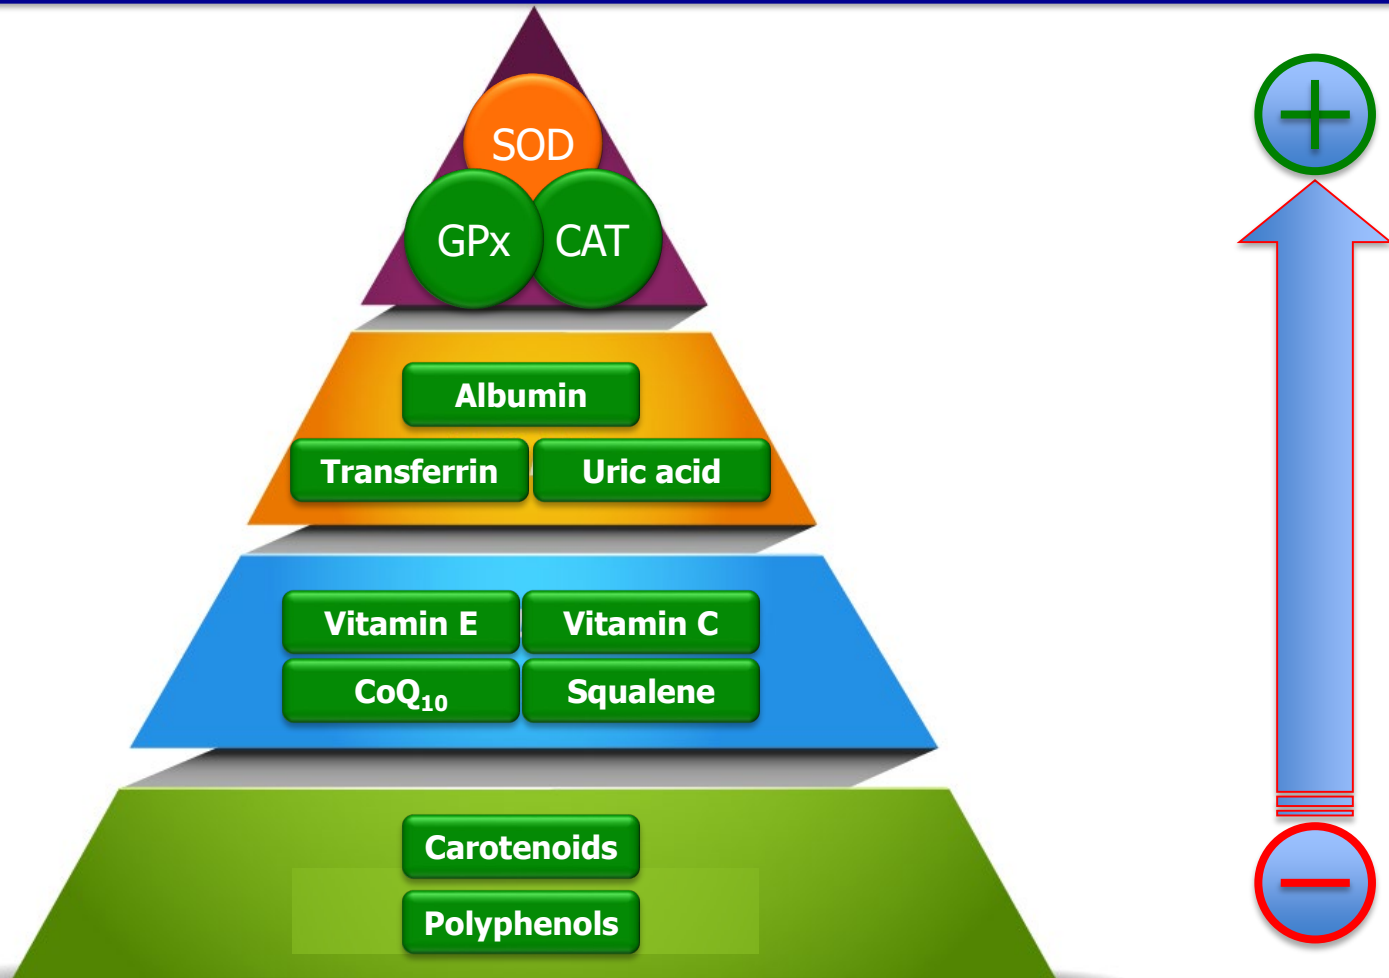 SOD
GPx CAT
Albumin
Transferrin Uric acid
Vitamin E Vitamin C
CoQ₁₀ Squalene
Carotenoids
Polyphenols